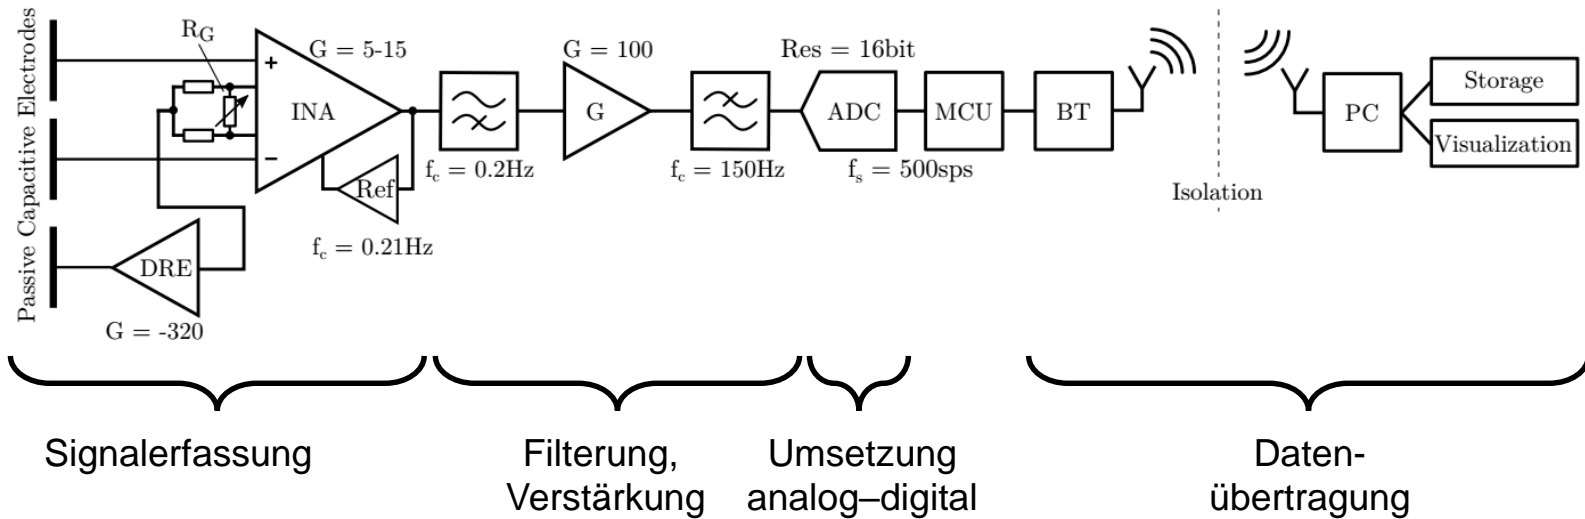 Passive Capacitive Electrodes
R_G
G = 5-15
+
INA
−
Ref
f_c = 0.21Hz
DRE
G = -320
f_c = 0.2Hz
G = 100
G
f_c = 150Hz
Res = 16bit
ADC
f_s = 500sps
MCU
BT
Isolation
PC
Storage
Visualization
Signalerfassung
Filterung,
Verstärkung
Umsetzung
analog–digital
Daten-
übertragung